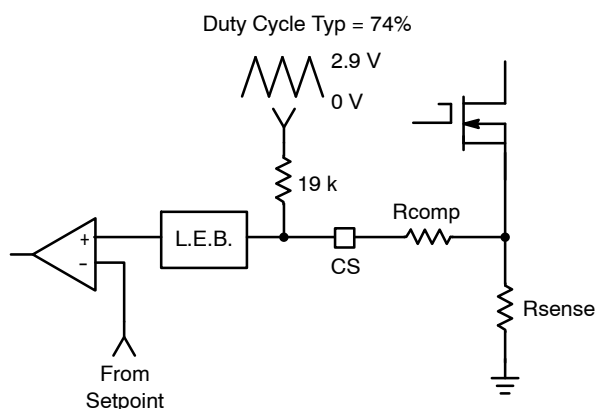 Duty Cycle Typ = 74%
2.9 V
0 V
19 k
Rcomp
+
L.E.B.
−
CS
Rsense
From
Setpoint